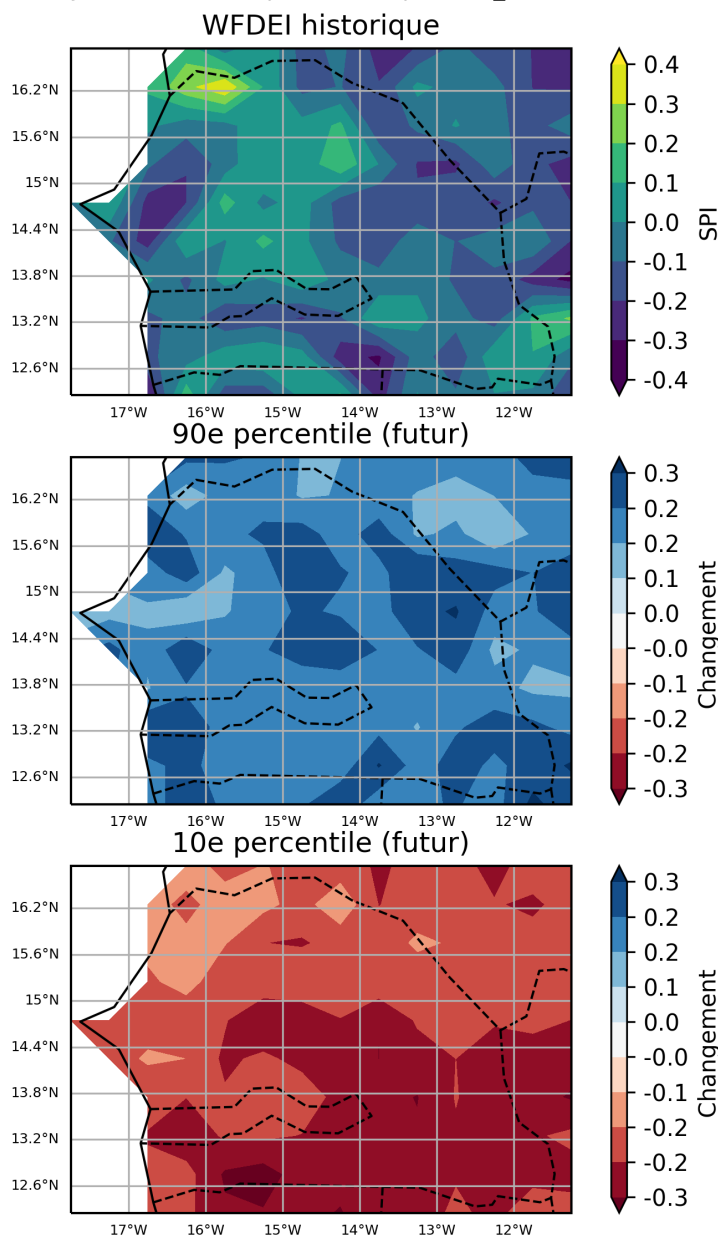 WFDEI historique
16.2°N
15.6°N
15°N
14.4°N
13.8°N
13.2°N
12.6°N
17°W 16°W 15°W 14°W 13°W 12°W
0.4
0.3
0.2
0.1
0.0
-0.1
-0.2
-0.3
-0.4
SPI
90e percentile (futur)
16.2°N
15.6°N
15°N
14.4°N
13.8°N
13.2°N
12.6°N
17°W 16°W 15°W 14°W 13°W 12°W
0.3
0.2
0.2
0.1
0.0
-0.0
-0.1
-0.2
-0.2
-0.3
Changement
10e percentile (futur)
16.2°N
15.6°N
15°N
14.4°N
13.8°N
13.2°N
12.6°N
17°W 16°W 15°W 14°W 13°W 12°W
0.3
0.2
0.2
0.1
0.0
-0.0
-0.1
-0.2
-0.2
-0.3
Changement